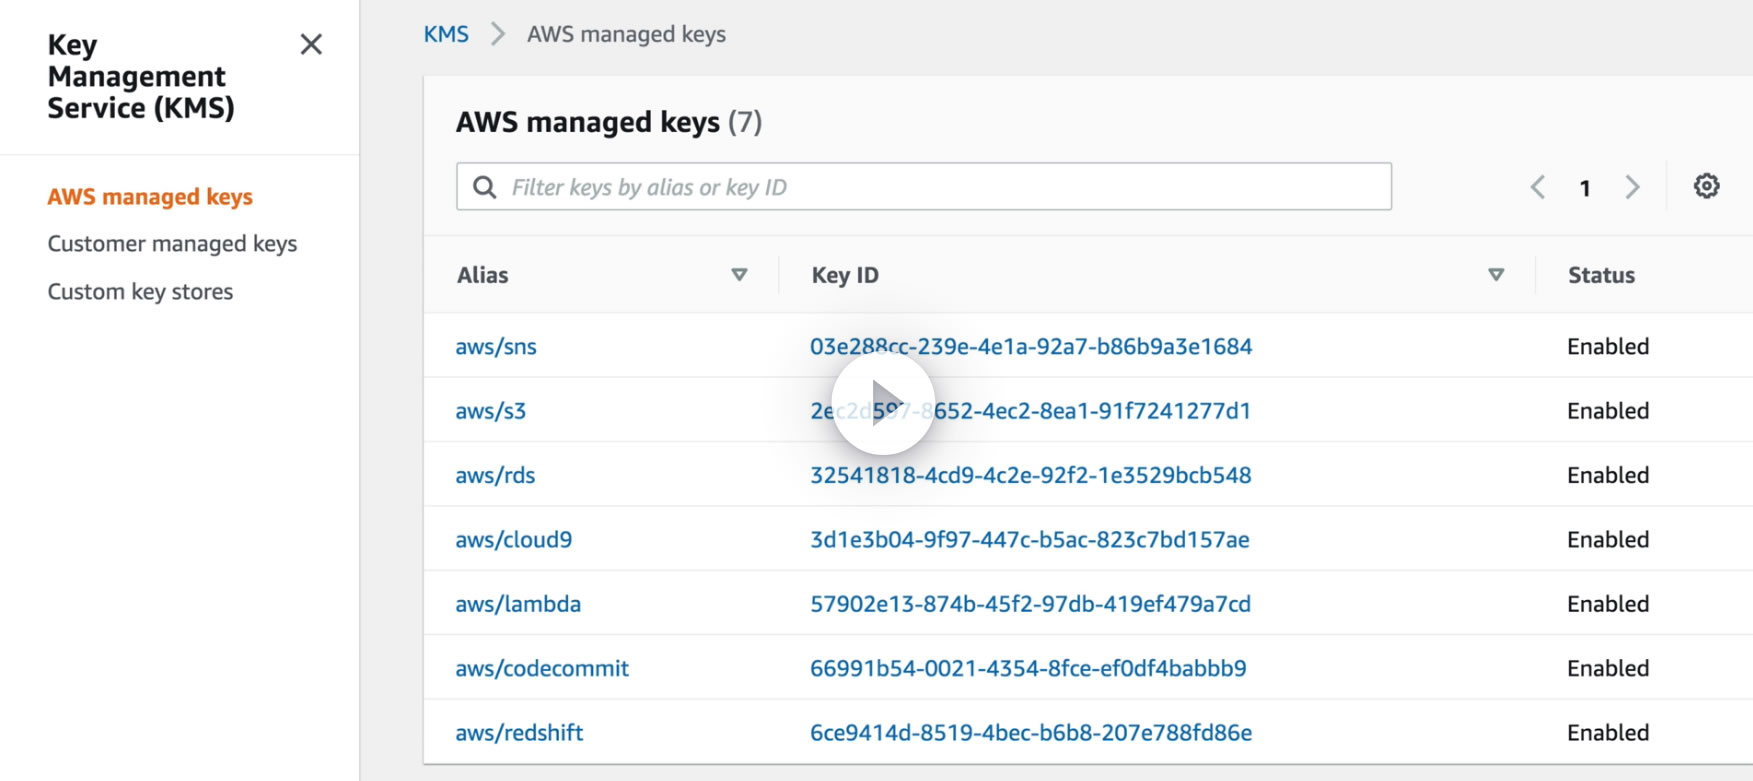 Key
Management
Service (KMS)
AWS managed keys
Customer managed keys
Custom key stores
KMS > AWS managed keys
AWS managed keys (7)
Filter keys by alias or key ID
1
Alias Key ID Status
aws/sns 03e288cc-239e-4e1a-92a7-b86b9a3e1684 Enabled
aws/s3 2ec2d597-8652-4ec2-8ea1-91f7241277d1 Enabled
aws/rds 32541818-4cd9-4c2e-92f2-1e3529bcb548 Enabled
aws/cloud9 3d1e3b04-9f97-447c-b5ac-823c7bd157ae Enabled
aws/lambda 57902e13-874b-45f2-97db-419ef479a7cd Enabled
aws/codecommit 66991b54-0021-4354-8fce-ef0df4babbb9 Enabled
aws/redshift 6ce9414d-8519-4bec-b6b8-207e788fd86e Enabled